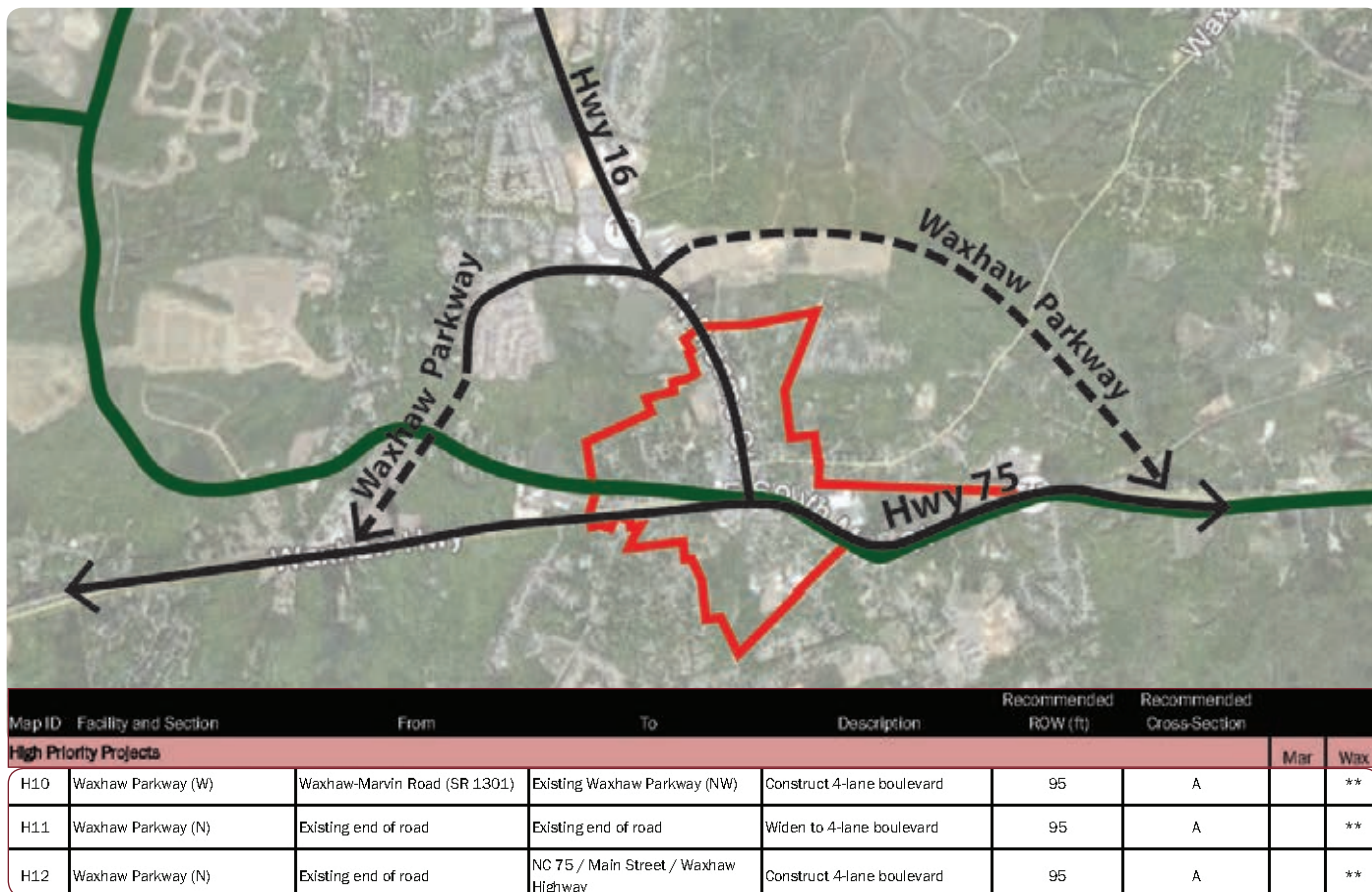 Hwy 16
Waxhaw Parkway
Waxhaw Parkway
Hwy 75
Recommended Recommended
Map ID Facility and Section From To Description ROW (ft) Cross-Section
High Priority Projects Mar Wax
H10 Waxhaw Parkway (W) Waxhaw-Marvin Road (SR 1301) Existing Waxhaw Parkway (NW) Construct 4-lane boulevard 95 A **
H11 Waxhaw Parkway (N) Existing end of road Existing end of road Widen to 4-lane boulevard 95 A **
NC 75 / Main Street / Waxhaw
H12 Waxhaw Parkway (N) Existing end of road Highway Construct 4-lane boulevard 95 A **